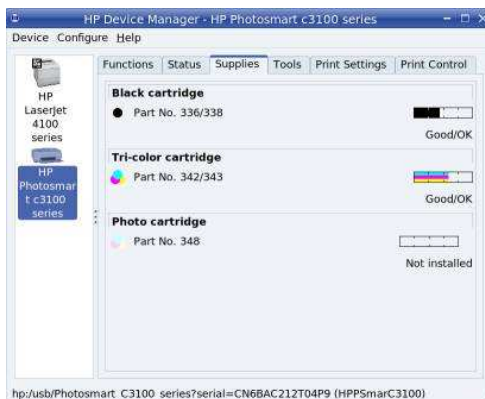 HP Device Manager - HP Photosmart c3100 series
Device Configure Help
HP
LaserJet
4100
series
HP
Photosmar
t c3100
series
Functions Status Supplies Tools Print Settings Print Control
Black cartridge
Part No. 336/338
Good/OK
Tri-color cartridge
Part No. 342/343
Good/OK
Photo cartridge
Part No. 348
Not installed
hp:/usb/Photosmart_C3100_series?serial=CN6BAC212T04P9 (HPPSmarC3100)